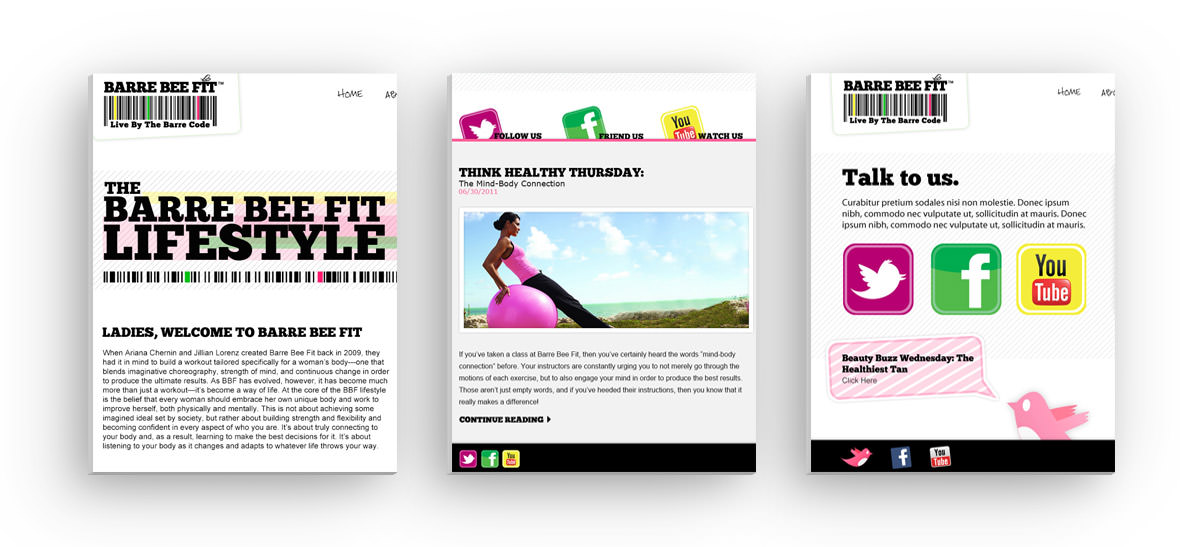 BARRE BEE FIT™
Live By The Barre Code
HOME
THE
BARRE BEE FIT
LIFESTYLE
LADIES, WELCOME TO BARRE BEE FIT
When Ariana Chernin and Jillian Lorenz created Barre Bee Fit back in 2009, they
had it in mind to build a workout tailored specifically for a woman's body---one that
blends imaginative choreography, strength of mind, and continuous change in order
to produce the ultimate results. As BBF has evolved, however, it has become much
more than just a workout—it's become a way of life. At the core of the BBF lifestyle
is the belief that every woman should embrace her own unique body and work to
improve herself, both physically and mentally. This is not about achieving some
imagined ideal set by society, but rather about building strength and flexibility and
becoming confident in every aspect of who you are. It's about truly connecting to
your body and, as a result, learning to make the best decisions for it. It's about
listening to your body as it changes and adapts to whatever life throws your way.
FOLLOW US
FRIEND US
You
Tube
WATCH US
THINK HEALTHY THURSDAY:
The Mind-Body Connection
06/30/2011
If you've taken a class at Barre Bee Fit, then you've certainly heard the words "mind-body
connection" before. Your instructors are constantly urging you to not merely go through the
motions of each exercise, but to also engage your mind in order to produce the best results.
Those aren't just empty words, and if you've heeded their instructions, then you know that it
really makes a difference!
CONTINUE READING
You
Tube
BARRE BEE FIT™
Live By The Barre Code
HOME
Talk to us.
Curabitur pretium sodales nisi non molestie. Donec ipsum
nibh, commodo nec vulputate ut, sollicitudin at mauris. Donec
ipsum nibh, commodo nec vulputate ut, sollicitudin at mauris.
f
You
Tube
Beauty Buzz Wednesday: The
Healthiest Tan
Click Here
f
You
Tube